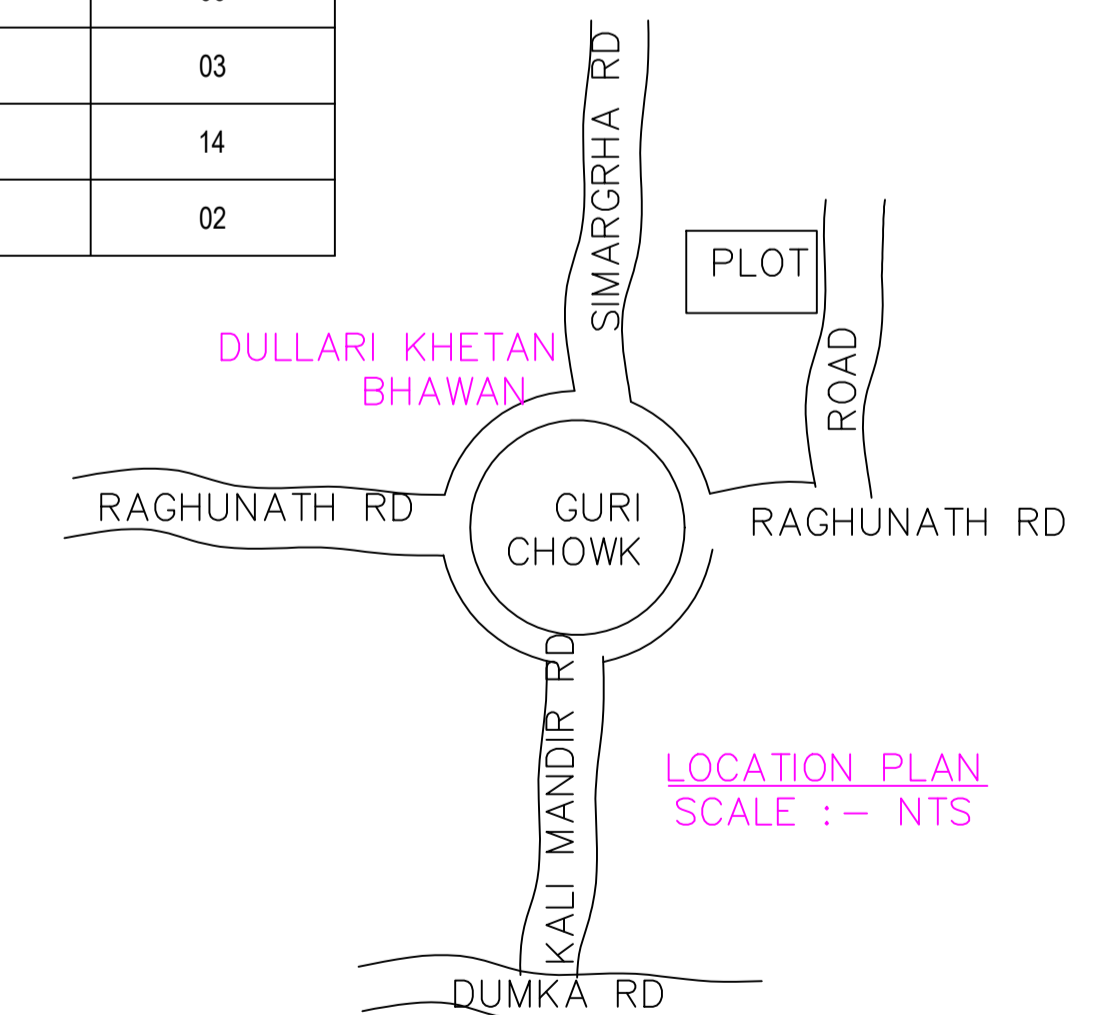 03
14
02
SIMARGRHA RD
PLOT
ROAD
DULLARI KHETAN
BHAWAN
RAGHUNATH RD
GURI
CHOWK
RAGHUNATH RD
KALI MANDIR RD
LOCATION PLAN
SCALE :– NTS
DUMKA RD